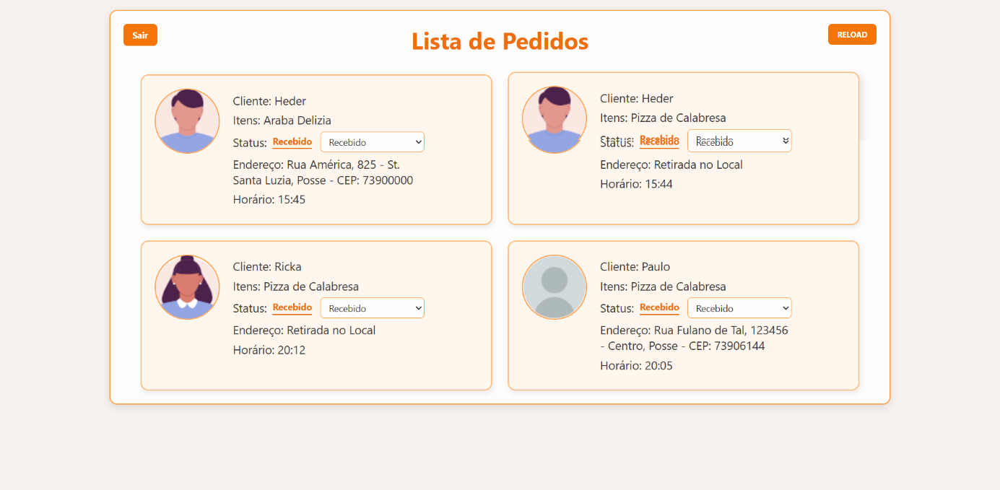 Sair
Lista de Pedidos
RELOAD
Cliente: Heder
Itens: Araba Delizia
Status: Recebido Recebido
Endereço: Rua América, 825 - St.
Santa Luzia, Posse - CEP: 73900000
Horário: 15:45
Cliente: Heder
Itens: Pizza de Calabresa
Status: Recebido Recebido
Endereço: Retirada no Local
Horário: 15:44
Cliente: Ricka
Itens: Pizza de Calabresa
Status: Recebido Recebido
Endereço: Retirada no Local
Horário: 20:12
Cliente: Paulo
Itens: Pizza de Calabresa
Status: Recebido Recebido
Endereço: Rua Fulano de Tal, 123456
- Centro, Posse - CEP: 73906144
Horário: 20:05